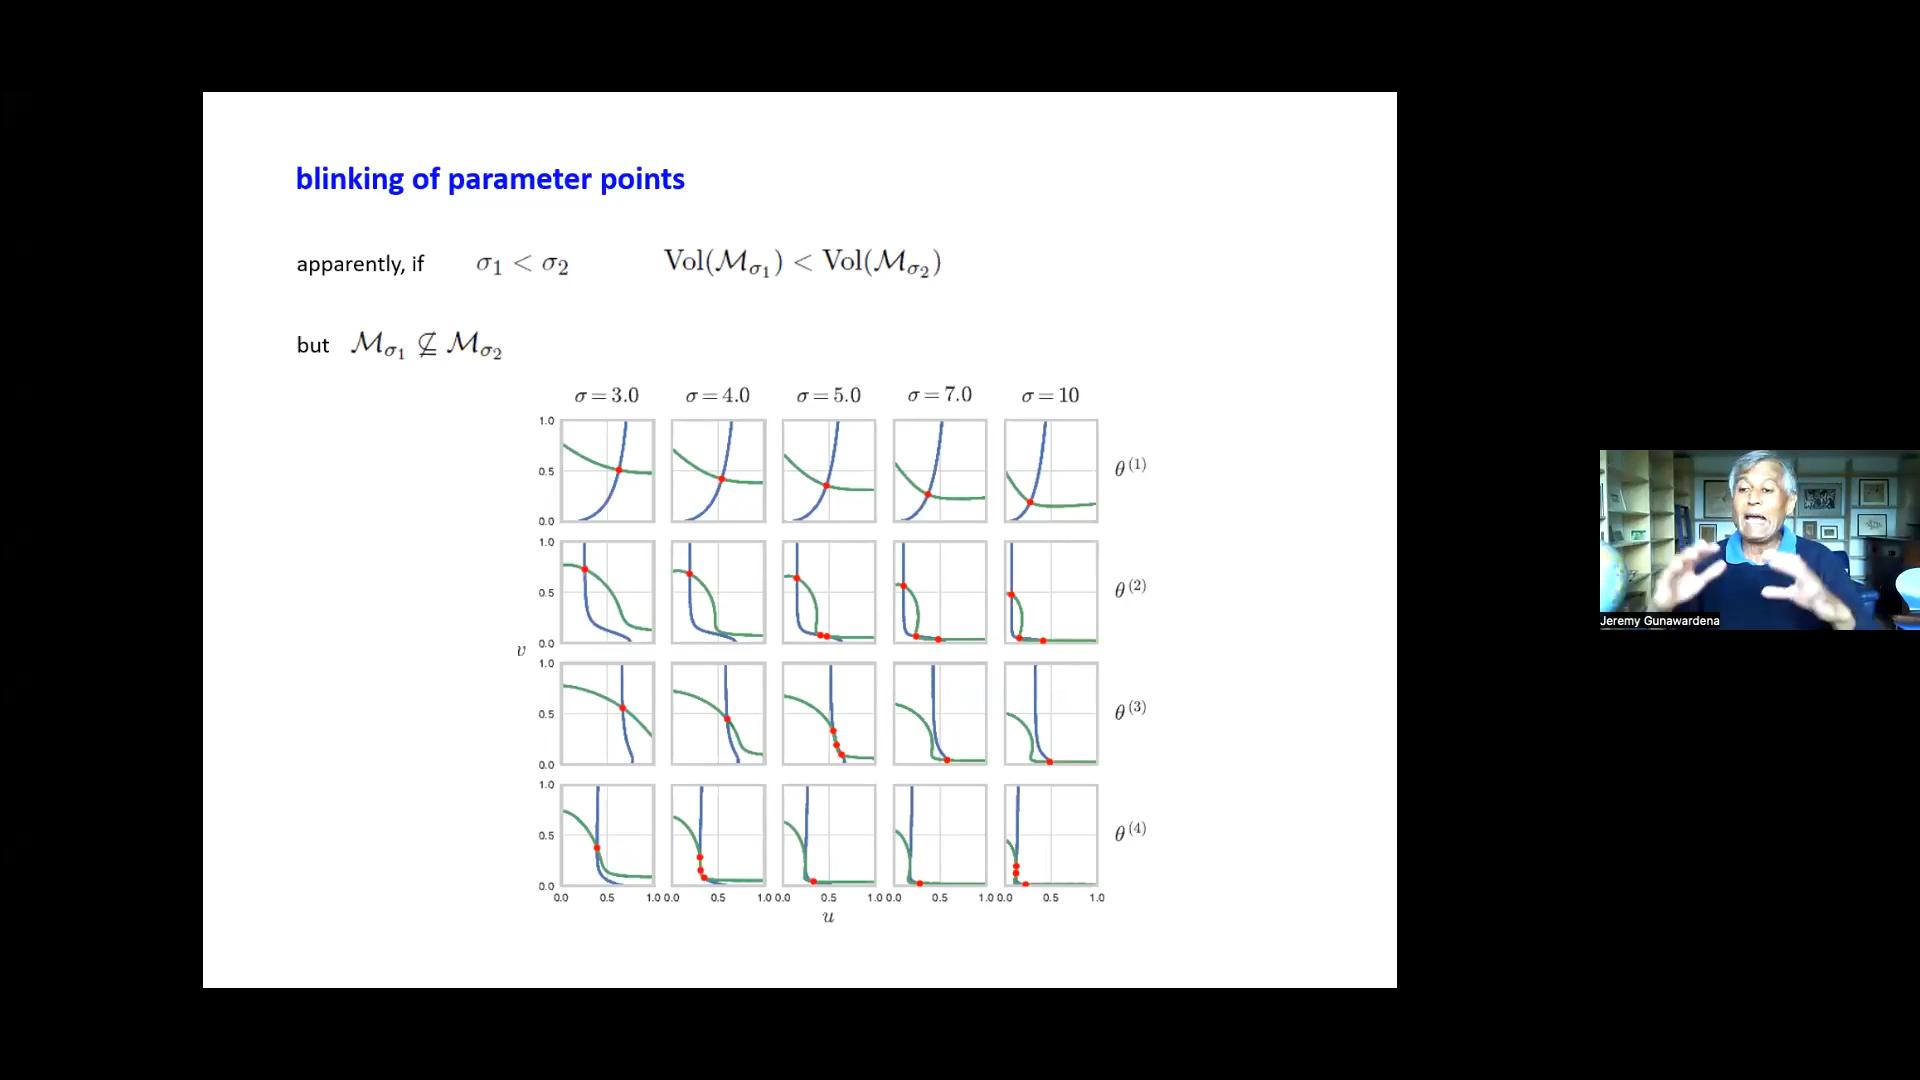 blinking of parameter points
apparently, if σ₁ < σ₂ Vol(ℳσ₁) < Vol(ℳσ₂)
but ℳσ₁ ⊈ ℳσ₂
σ = 3.0 σ = 4.0 σ = 5.0 σ = 7.0 σ = 10
1.0
0.5
0.0
θ⁽¹⁾
1.0
0.5
0.0
θ⁽²⁾
v
1.0
0.5
0.0
θ⁽³⁾
1.0
0.5
0.0
θ⁽⁴⁾
0.0 0.5 1.0 0.0 0.5 1.0 0.0 0.5 1.0 0.0 0.5 1.0 0.0 0.5 1.0
u
Jeremy Gunawardena